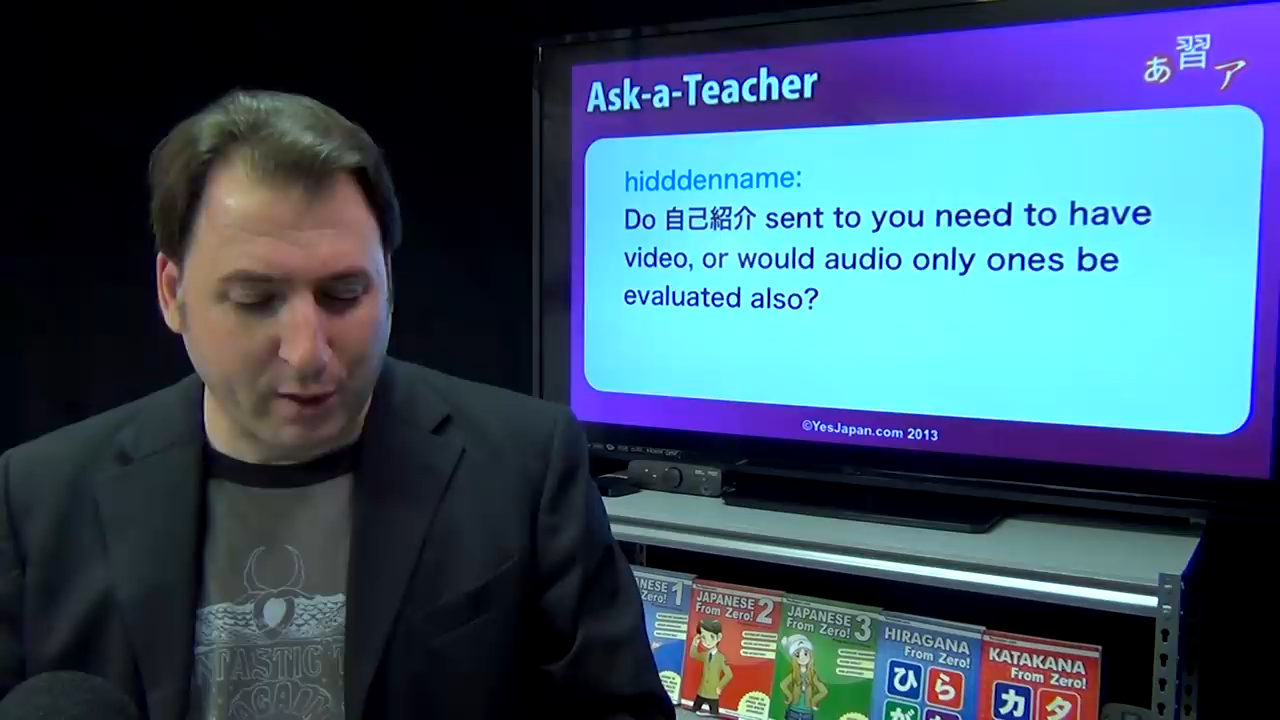 Ask-a-Teacher
あ習ア
hidddenname:
Do 自己紹介 sent to you need to have
video, or would audio only ones be
evaluated also?
©YesJapan.com 2013
JAPANESE 2
From Zero!
JAPANESE 3
From Zero!
HIRAGANA
From Zero!
ひら
KATAKANA
From Zero!
カタ